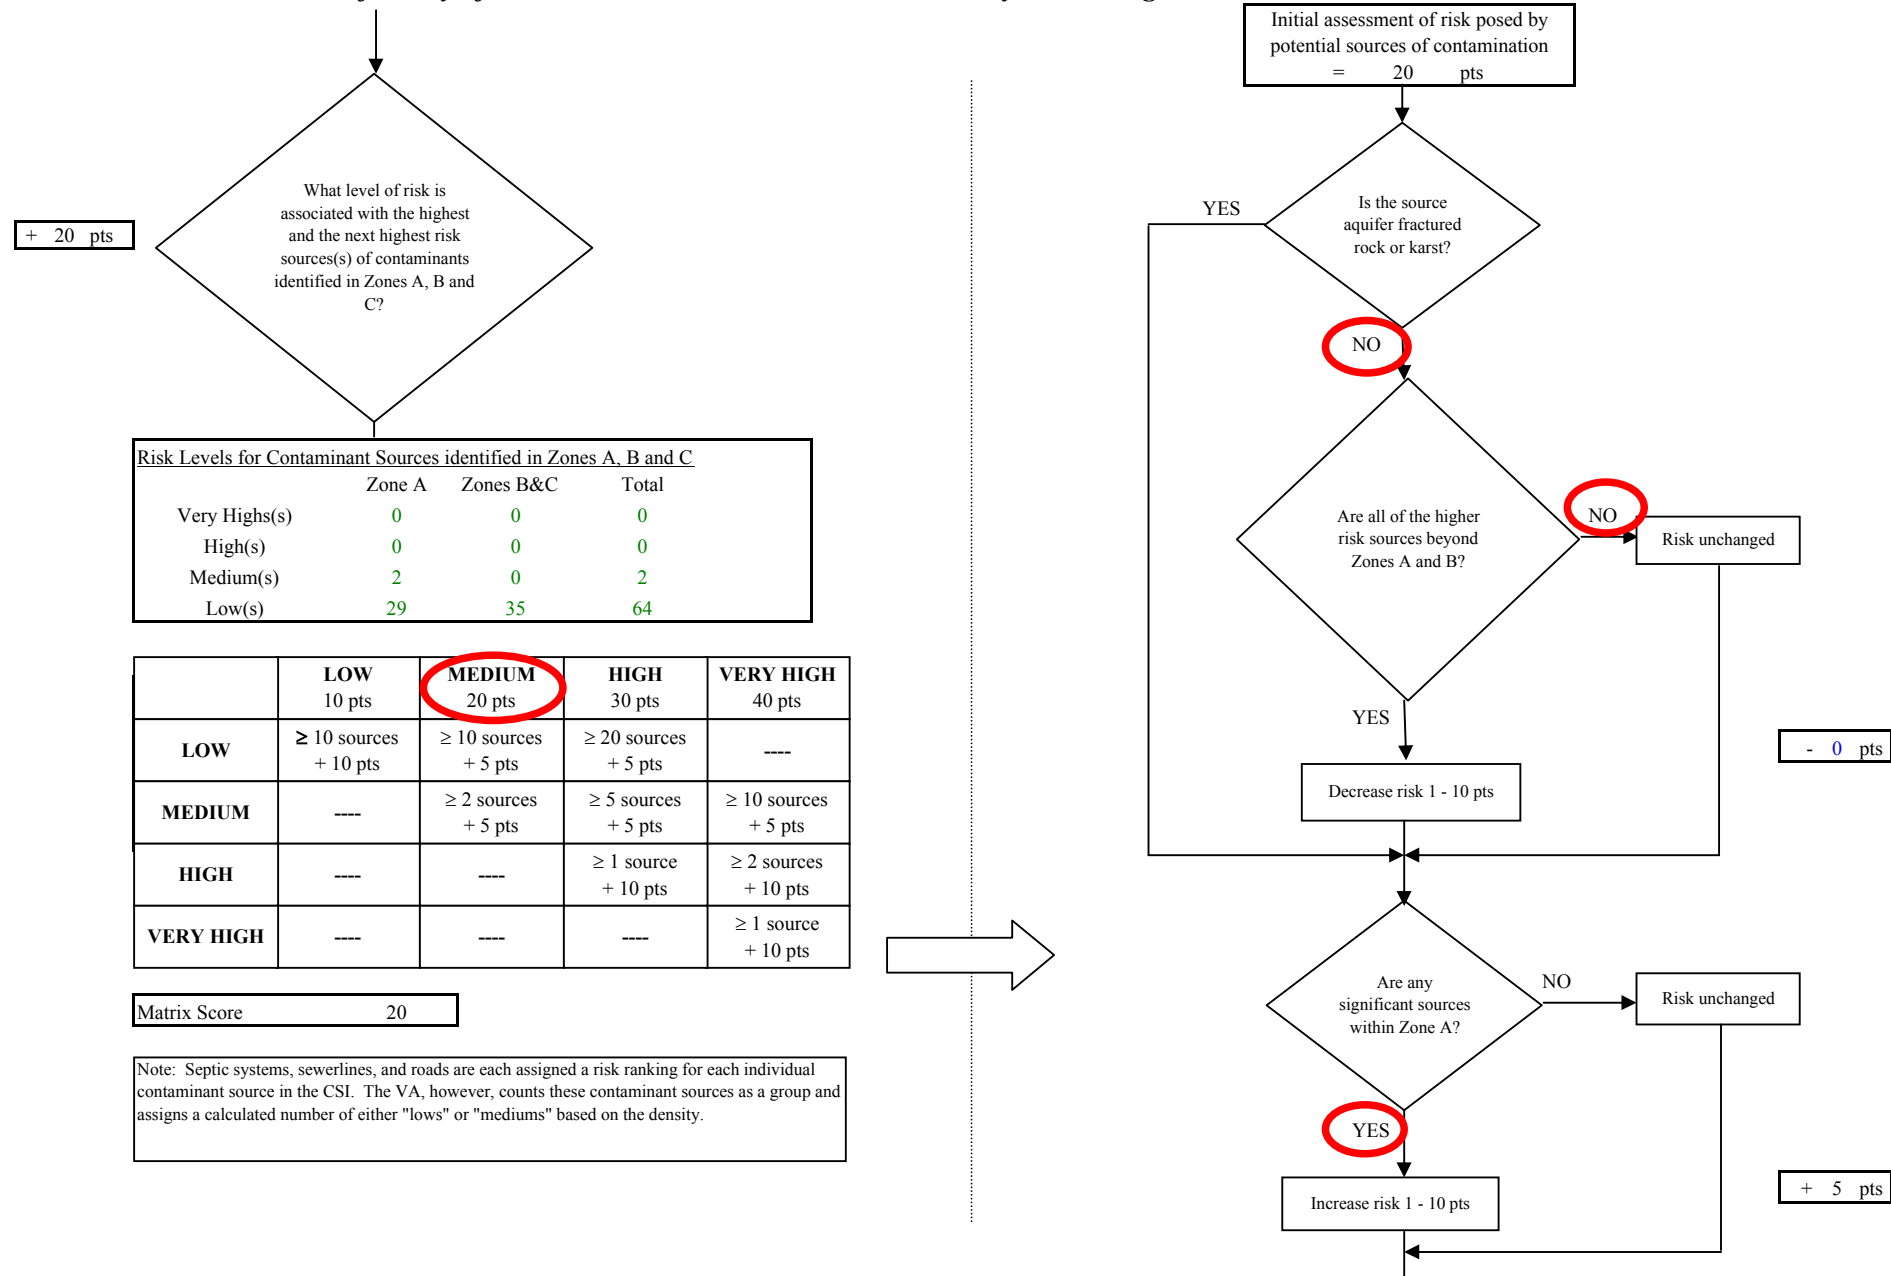 What level of risk is
associated with the highest
and the next highest risk
sources(s) of contaminants
identified in Zones A, B and
C?
+ 20 pts
Risk Levels for Contaminant Sources identified in Zones A, B and C
Zone A Zones B&C Total
Very Highs(s) 0 0 0
High(s) 0 0 0
Medium(s) 2 0 2
Low(s) 29 35 64
LOW MEDIUM HIGH VERY HIGH
10 pts 20 pts 30 pts 40 pts
LOW ≥ 10 sources ≥ 10 sources ≥ 20 sources ----
+ 10 pts + 5 pts + 5 pts
MEDIUM ---- ≥ 2 sources ≥ 5 sources ≥ 10 sources
+ 5 pts + 5 pts + 5 pts
HIGH ---- ---- ≥ 1 source ≥ 2 sources
+ 10 pts + 10 pts
VERY HIGH ---- ---- ---- ≥ 1 source
+ 10 pts
Matrix Score 20
Note: Septic systems, sewerlines, and roads are each assigned a risk ranking for each individual
contaminant source in the CSI. The VA, however, counts these contaminant sources as a group and
assigns a calculated number of either "lows" or "mediums" based on the density.
Initial assessment of risk posed by
potential sources of contamination
= 20 pts
Is the source
aquifer fractured
rock or karst?
YES
NO
Are all of the higher
risk sources beyond
Zones A and B?
NO
Risk unchanged
YES
- 0 pts
Decrease risk 1 - 10 pts
Are any
significant sources
within Zone A?
NO
Risk unchanged
YES
+ 5 pts
Increase risk 1 - 10 pts